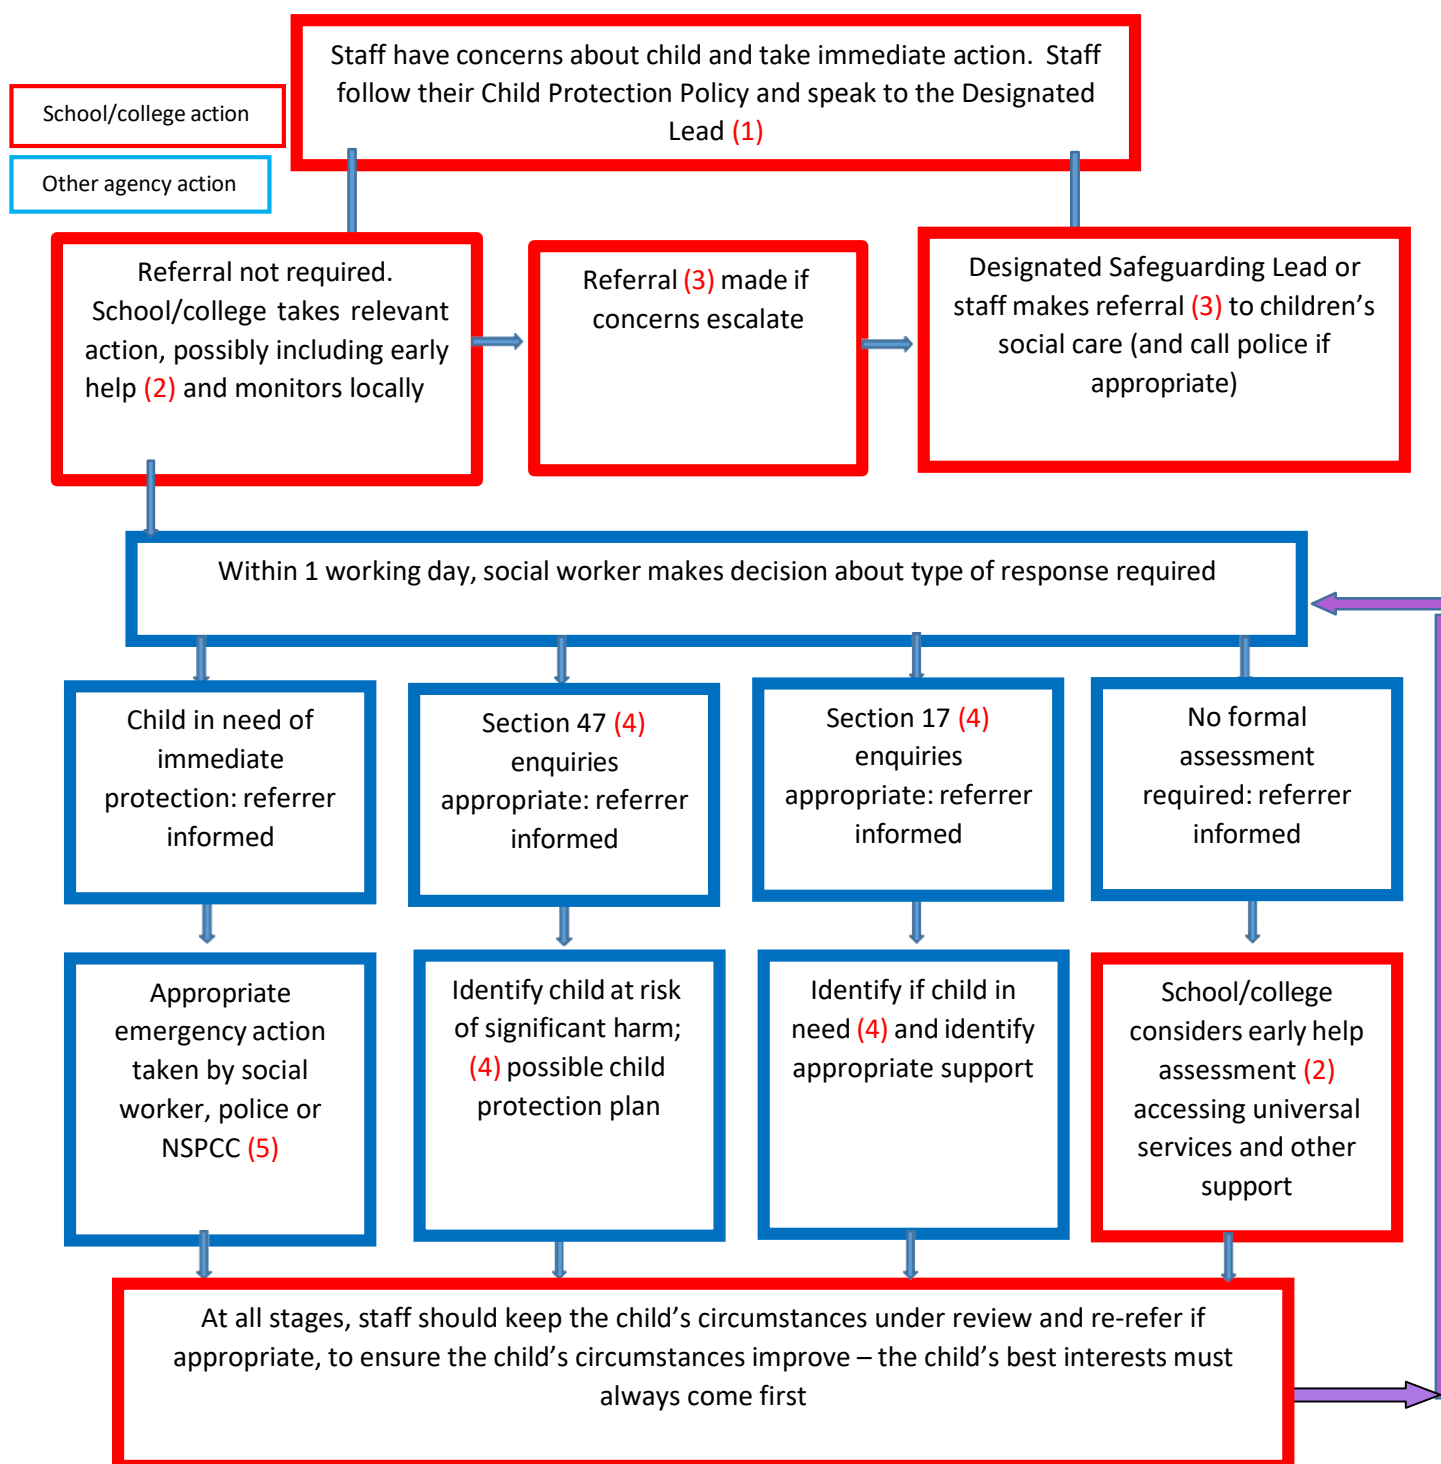 Staff have concerns about child and take immediate action.  Staff
follow their Child Protection Policy and speak to the Designated
Lead (1)
School/college action
Other agency action
Referral not required.
School/college takes relevant
action, possibly including early
help (2) and monitors locally
Referral (3) made if
concerns escalate
Designated Safeguarding Lead or
staff makes referral (3) to children’s
social care (and call police if
appropriate)
Within 1 working day, social worker makes decision about type of response required
Child in need of
immediate
protection: referrer
informed
Section 47 (4)
enquiries
appropriate: referrer
informed
Section 17 (4)
enquiries
appropriate: referrer
informed
No formal
assessment
required: referrer
informed
Appropriate
emergency action
taken by social
worker, police or
NSPCC (5)
Identify child at risk
of significant harm;
(4) possible child
protection plan
Identify if child in
need (4) and identify
appropriate support
School/college
considers early help
assessment (2)
accessing universal
services and other
support
At all stages, staff should keep the child’s circumstances under review and re-refer if
appropriate, to ensure the child’s circumstances improve – the child’s best interests must
always come first